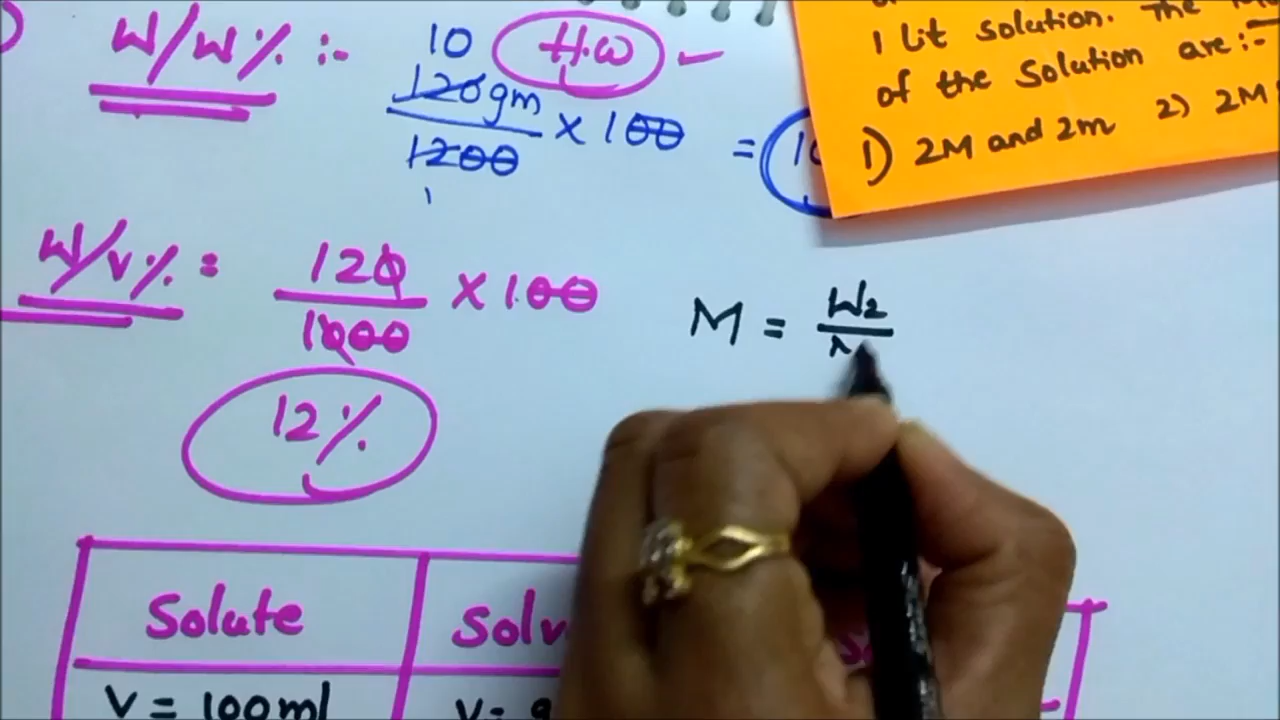 W/W% :-
10 H.W
120gm
1200 × 100 =
1
W/V% = 120 × 100
1000
12%
1 lit solution. The
of the Solution are:-
1) 2M and 2m 2) 2M
M = W2
Solute
V = 100ml V=